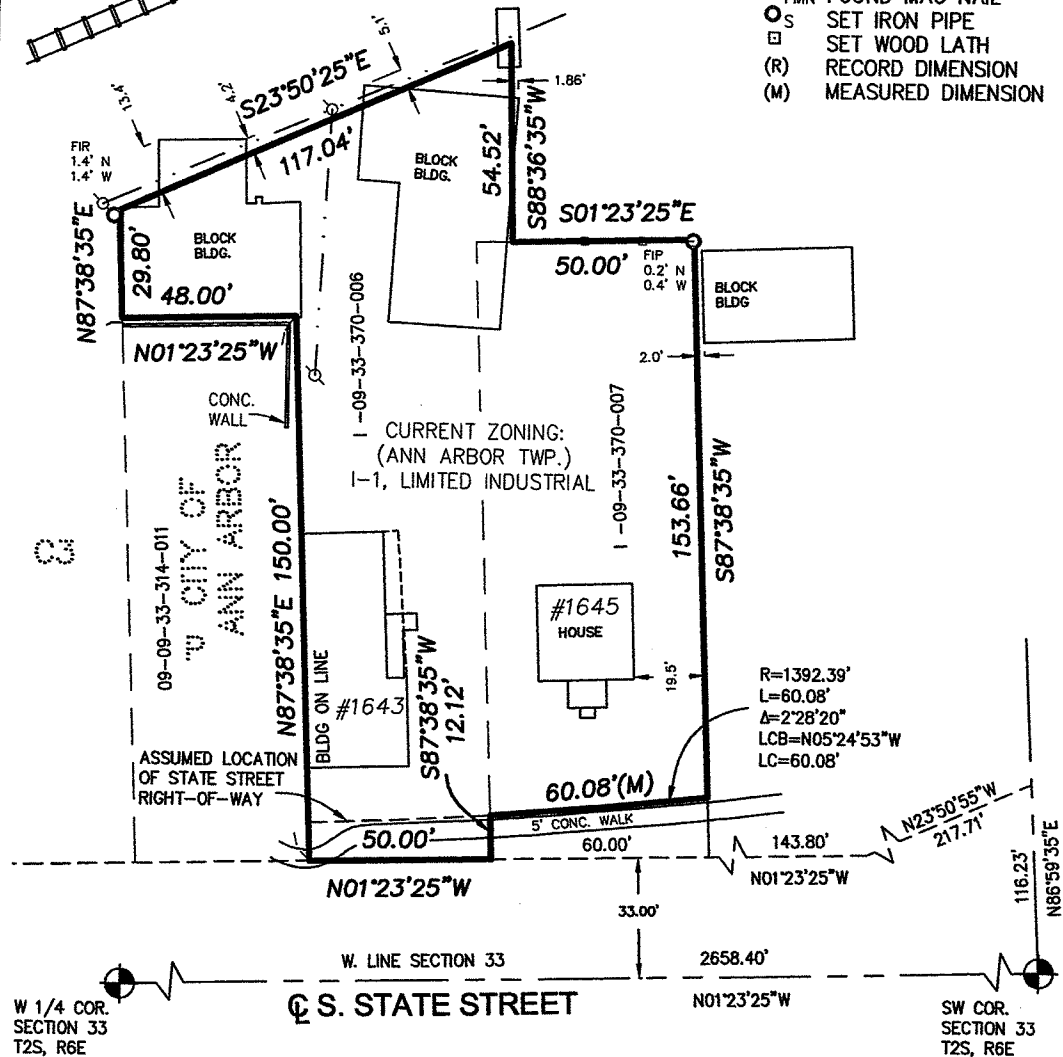 FMN FOUND MAG NAIL
S SET IRON PIPE
SET WOOD LATH
(R) RECORD DIMENSION
(M) MEASURED DIMENSION
5.1'
S23°50'25"E
4.2'
13.4'
117.04'
1.86'
FIR
1.4' N
1.4' W
BLOCK
BLDG.
54.52'
S88°36'35"W
N87°38'35"E
29.80'
BLOCK
BLDG.
S01°23'25"E
50.00'
FIP
0.2' N
0.4' W
BLOCK
BLDG
48.00'
N01°23'25"W
2.0'
CONC.
WALL
I-09-33-370-006
CURRENT ZONING:
(ANN ARBOR TWP.)
I-1, LIMITED INDUSTRIAL
I-09-33-370-007
153.66'
S87°38'35"W
CITY OF
ANN ARBOR
09-09-33-314-011
N87°38'35"E 150.00'
BLDG ON LINE
#1643
S87°38'35"W
12.12'
#1645
HOUSE
19.5'
R=1392.39'
L=60.08'
Δ=2°28'20"
LCB=N05°24'53"W
LC=60.08'
ASSUMED LOCATION
OF STATE STREET
RIGHT-OF-WAY
60.08'(M)
5' CONC. WALK
50.00'
60.00'
143.80'
N23°50'55"W
217.71'
N01°23'25"W
N01°23'25"W
116.23'
N86°59'35"E
33.00'
W. LINE SECTION 33
2658.40'
℄ S. STATE STREET
N01°23'25"W
W 1/4 COR.
SECTION 33
T2S, R6E
SW COR.
SECTION 33
T2S, R6E